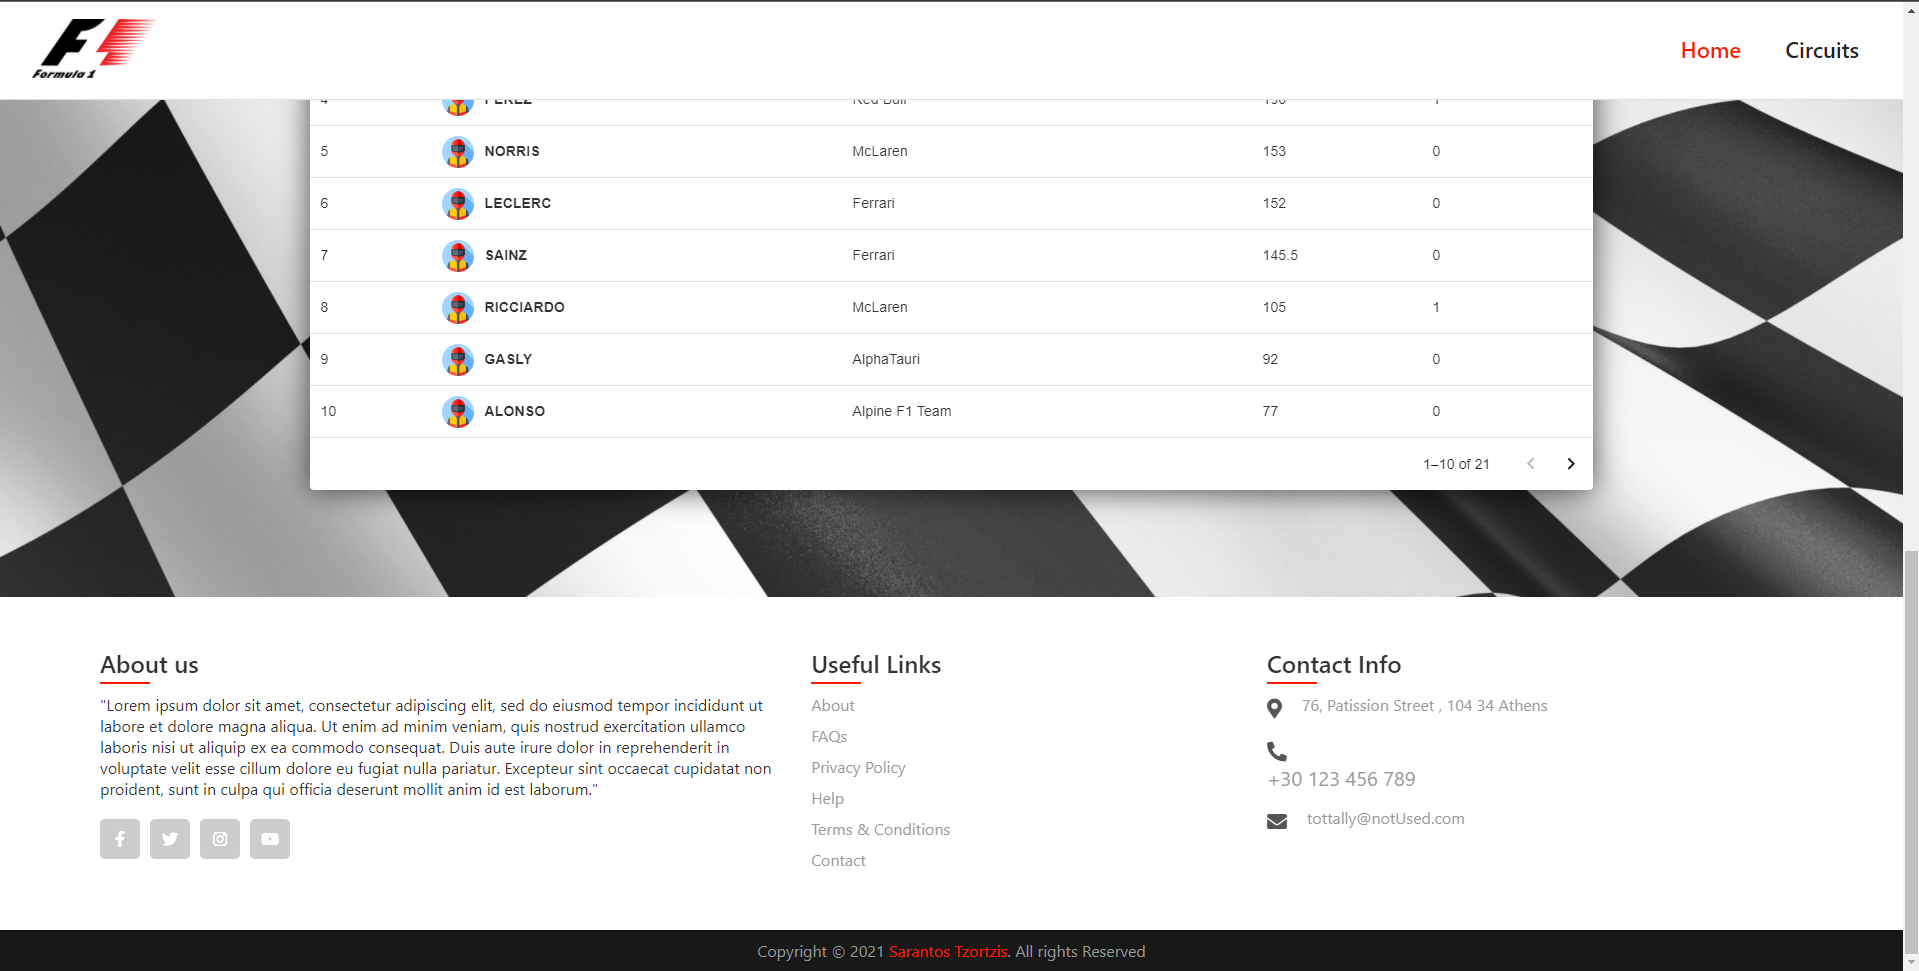 F1
Formula 1
Home Circuits
4 PEREZ Red Bull 190 1
5 NORRIS McLaren 153 0
6 LECLERC Ferrari 152 0
7 SAINZ Ferrari 145.5 0
8 RICCIARDO McLaren 105 1
9 GASLY AlphaTauri 92 0
10 ALONSO Alpine F1 Team 77 0
1–10 of 21
About us
"Lorem ipsum dolor sit amet, consectetur adipiscing elit, sed do eiusmod tempor incididunt ut
labore et dolore magna aliqua. Ut enim ad minim veniam, quis nostrud exercitation ullamco
laboris nisi ut aliquip ex ea commodo consequat. Duis aute irure dolor in reprehenderit in
voluptate velit esse cillum dolore eu fugiat nulla pariatur. Excepteur sint occaecat cupidatat non
proident, sunt in culpa qui officia deserunt mollit anim id est laborum."
Useful Links
About
FAQs
Privacy Policy
Help
Terms & Conditions
Contact
Contact Info
76, Patission Street , 104 34 Athens
+30 123 456 789
tottally@notUsed.com
Copyright © 2021 Sarantos Tzortzis. All rights Reserved